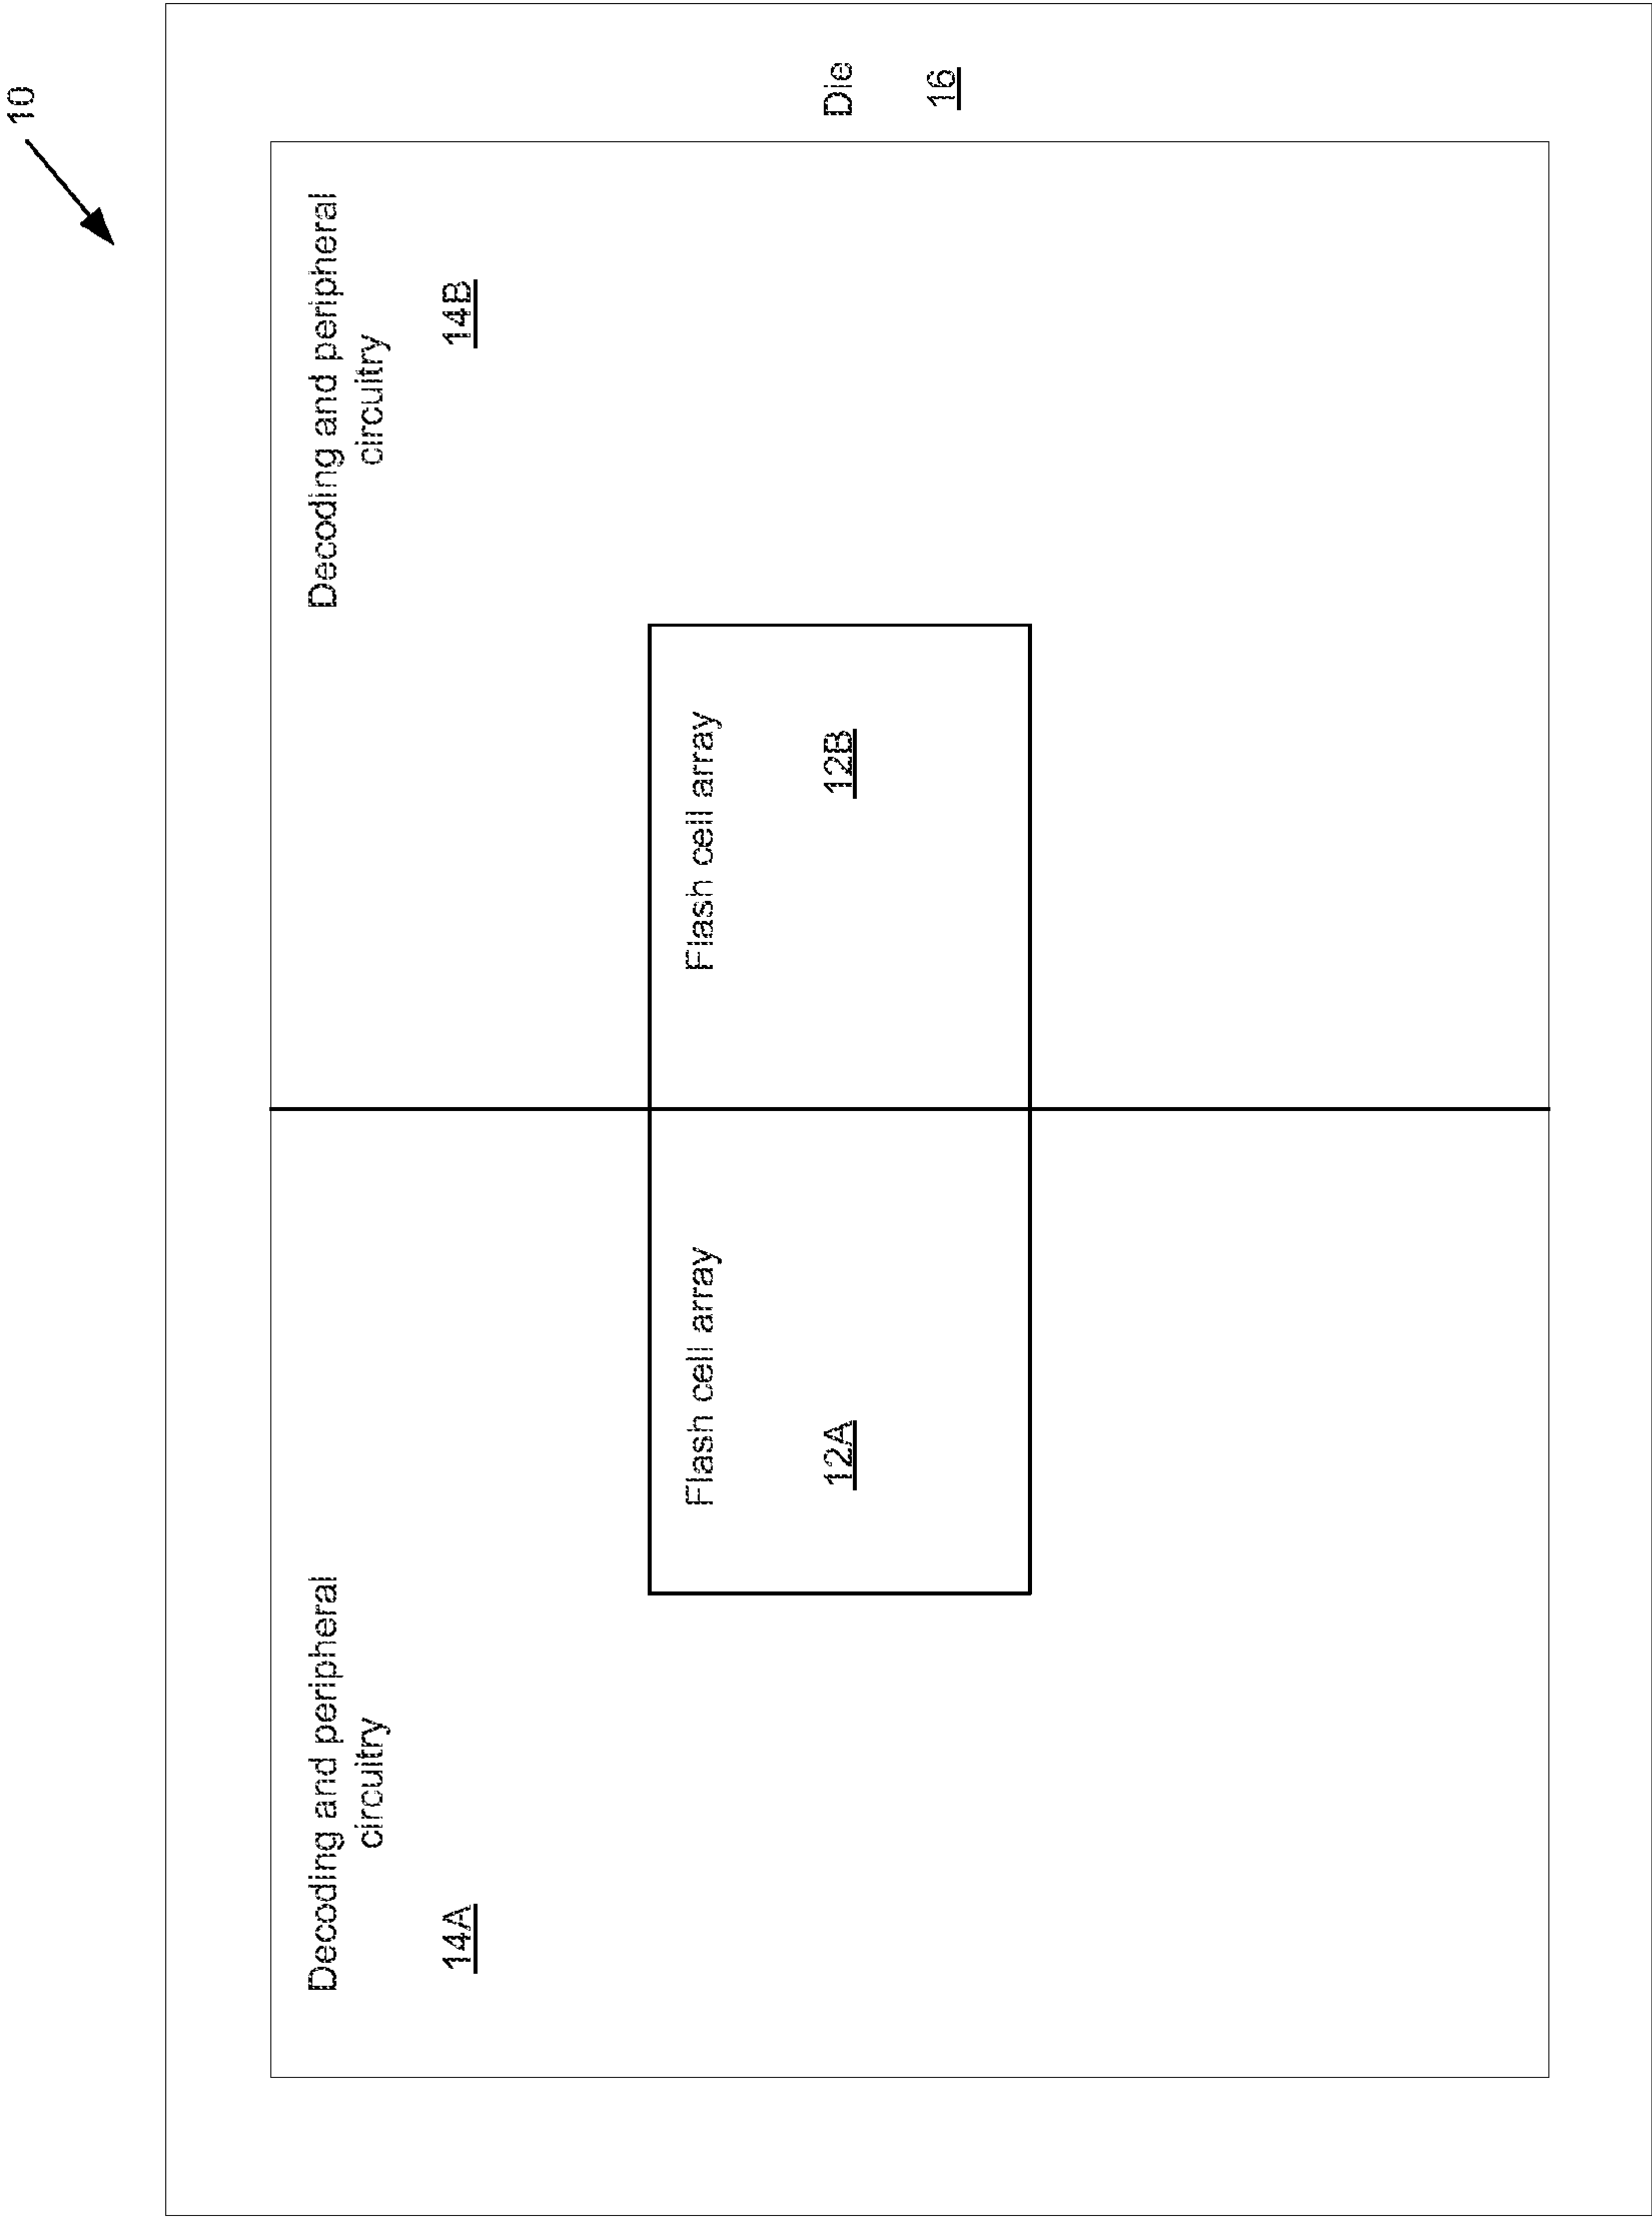 10
Decoding and peripheral
circuitry
14A
Decoding and peripheral
circuitry
14B
Flash cell array
12A
Flash cell array
12B
Die
16